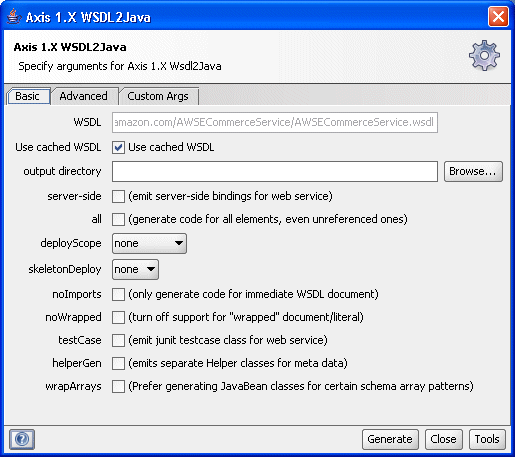 Axis 1.X WSDL2Java
Axis 1.X WSDL2Java
Specify arguments for Axis 1.X Wsdl2Java
Basic Advanced Custom Args
WSDL amazon.com/AWSECommerceService/AWSECommerceService.wsdl
Use cached WSDL Use cached WSDL
output directory Browse...
server-side (emit server-side bindings for web service)
all (generate code for all elements, even unreferenced ones)
deployScope none
skeletonDeploy none
noImports (only generate code for immediate WSDL document)
noWrapped (turn off support for "wrapped" document/literal)
testCase (emit junit testcase class for web service)
helperGen (emits separate Helper classes for meta data)
wrapArrays (Prefer generating JavaBean classes for certain schema array patterns)
? Generate Close Tools